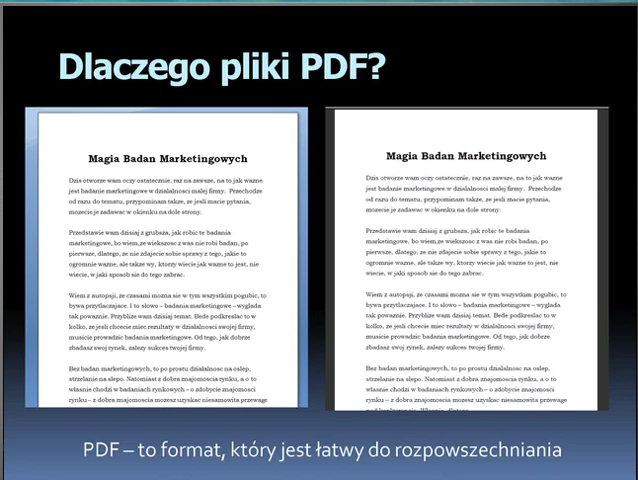 Dlaczego pliki PDF?
Magia Badan Marketingowych
Dzis otworze wam oczy ostatecznie, raz na zawsze, na to jak wazne
jest badanie marketingowe w dzialalnosci malej firmy. Przechodze
od razu do tematu, przypominam takze, ze jesli macie pytania,
mozecie je zadawac w okienku na dole strony.
Przedstawie wam dzisiaj z grubsza, jak robic te badania
marketingowe, bo wiem,ze wiekszosc z was nie robi badan, po
pierwsze, dlatego, ze nie zdajecie sobie sprawy z tego, jakie to
ogromnie wazne, ale takze wy, ktorzy wiecie jak wazne to jest, nie
wiecie, w jaki sposob sie do tego zabrac.
Wiem z autopsji, ze czasami mozna sie w tym wszystkim pogubic, to
bywa przytlaczajace. I to slowo – badania marketingowe – wyglada
tak powaznie. Przyblize wam dzisiaj temat. Bede podkreslac to w
kolko, ze jesli chcecie miec rezultaty w dzialalnosci swojej firmy,
musicie prowadzic badania marketingowe. Od tego, jak dobrze
zbadasz swoj rynek, zalezy sukces twojej firmy.
Bez badan marketingowych, to po prostu dzialalnosc na oslep,
strzelanie na slepo. Natomiast z dobra znajomoscia rynku, a o to
wlasnie chodzi w badaniach rynkowych – o zdobycie znajomosci
rynku – z dobra znajomoscia mozesz uzyskac niesamowita przewage
Magia Badan Marketingowych
Dzis otworze wam oczy ostatecznie, raz na zawsze, na to jak wazne
jest badanie marketingowe w dzialalnosci malej firmy. Przechodze
od razu do tematu, przypominam takze, ze jesli macie pytania,
mozecie je zadawac w okienku na dole strony.
Przedstawie wam dzisiaj z grubsza, jak robic te badania
marketingowe, bo wiem,ze wiekszosc z was nie robi badan, po
pierwsze, dlatego, ze nie zdajecie sobie sprawy z tego, jakie to
ogromnie wazne, ale takze wy, ktorzy wiecie jak wazne to jest, nie
wiecie, w jaki sposob sie do tego zabrac.
Wiem z autopsji, ze czasami mozna sie w tym wszystkim pogubic, to
bywa przytlaczajace. I to slowo – badania marketingowe – wyglada
tak powaznie. Przyblize wam dzisiaj temat. Bede podkreslac to w
kolko, ze jesli chcecie miec rezultaty w dzialalnosci swojej firmy,
musicie prowadzic badania marketingowe. Od tego, jak dobrze
zbadasz swoj rynek, zalezy sukces twojej firmy.
Bez badan marketingowych, to po prostu dzialalnosc na oslep,
strzelanie na slepo. Natomiast z dobra znajomoscia rynku, a o to
wlasnie chodzi w badaniach rynkowych – o zdobycie znajomosci
rynku – z dobra znajomoscia mozesz uzyskac niesamowita przewage
PDF – to format, który jest łatwy do rozpowszechniania